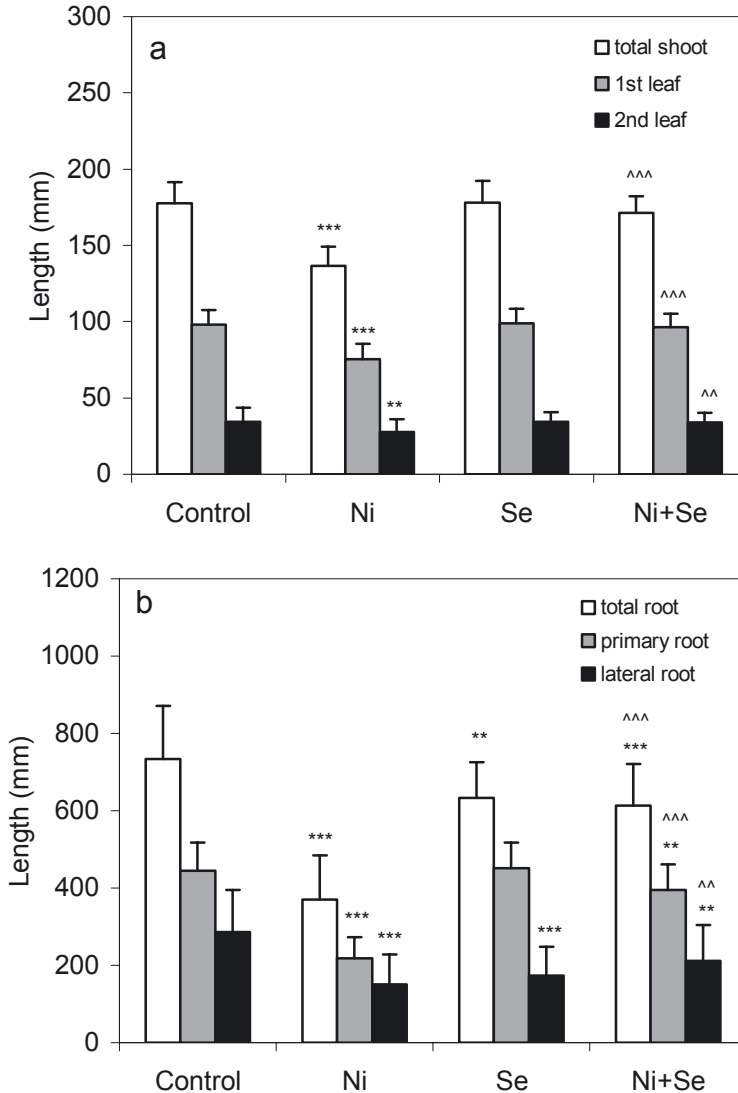 300
a
total shoot
1st leaf
2nd leaf
250
200
^^^
***
150
^^^
***
100
^^
**
50
0
Length (mm)
Control Ni Se Ni+Se
1200
b
total root
primary root
lateral root
1000
^^^
800
**
***
^^^
600
***
**
^^
400
***
***
***
**
200
0
Length (mm)
Control Ni Se Ni+Se